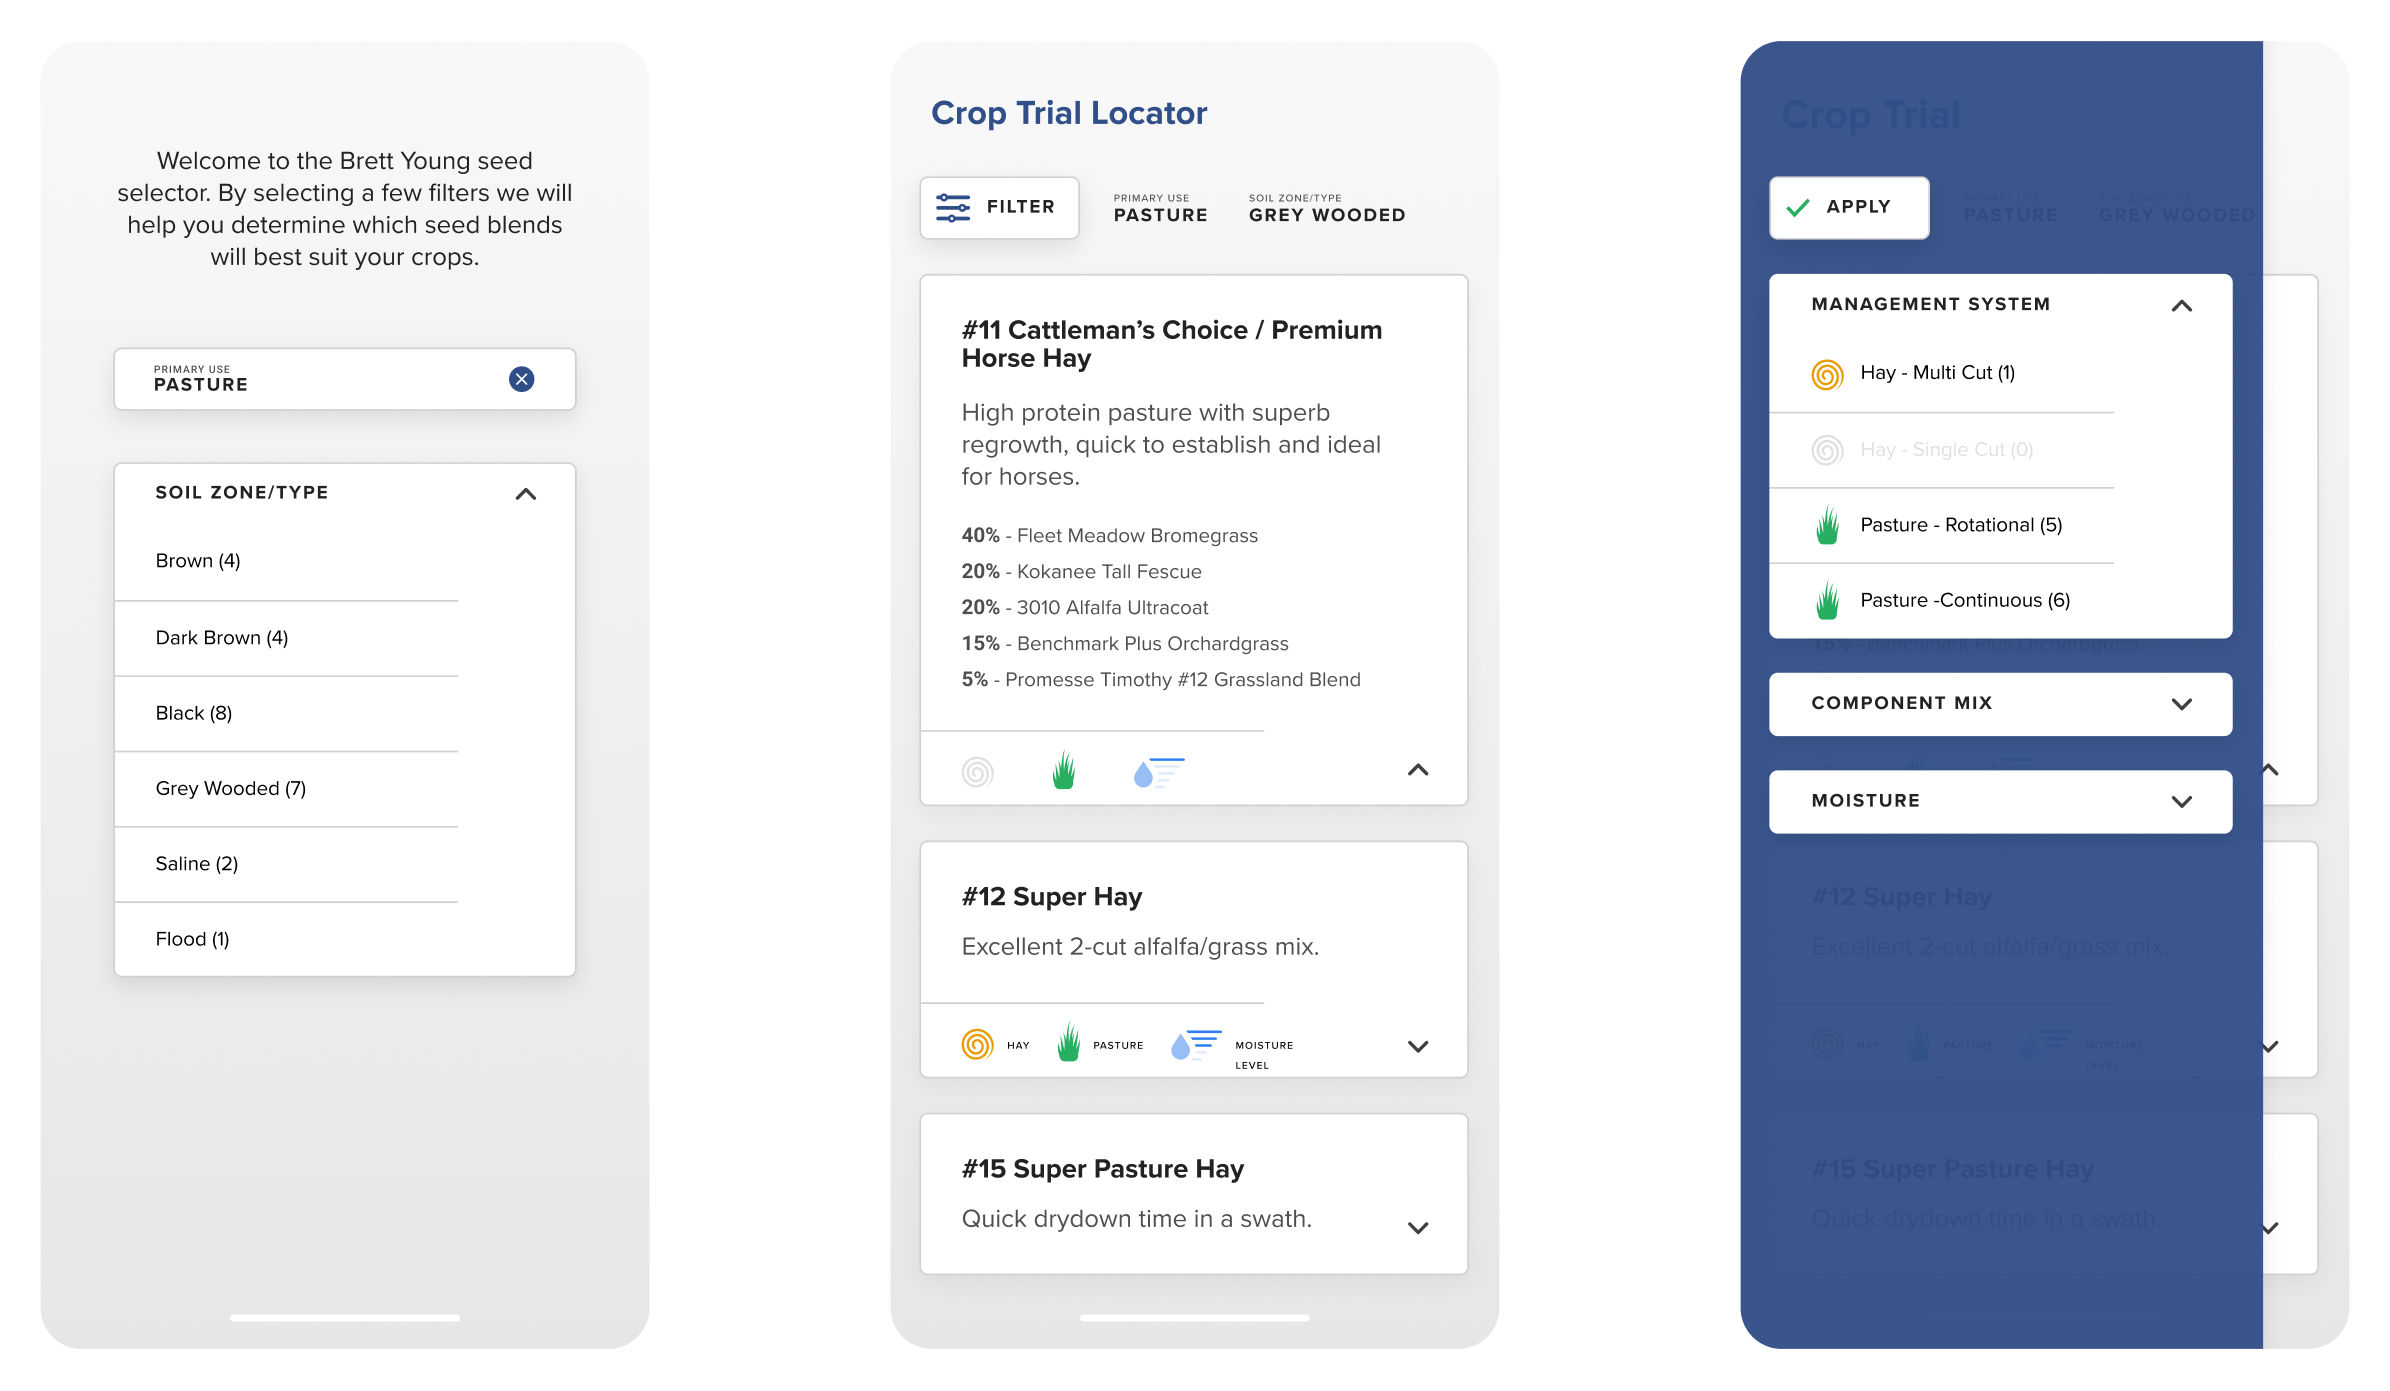 Welcome to the Brett Young seed
selector. By selecting a few filters we will
help you determine which seed blends
will best suit your crops.
PRIMARY USE
PASTURE
SOIL ZONE/TYPE
Brown (4)
Dark Brown (4)
Black (8)
Grey Wooded (7)
Saline (2)
Flood (1)
Crop Trial Locator
FILTER
PRIMARY USE
PASTURE
SOIL ZONE/TYPE
GREY WOODED
#11 Cattleman’s Choice / Premium
Horse Hay
High protein pasture with superb
regrowth, quick to establish and ideal
for horses.
40% - Fleet Meadow Bromegrass
20% - Kokanee Tall Fescue
20% - 3010 Alfalfa Ultracoat
15% - Benchmark Plus Orchardgrass
5% - Promesse Timothy #12 Grassland Blend
#12 Super Hay
Excellent 2-cut alfalfa/grass mix.
HAY
PASTURE
MOISTURE
LEVEL
#15 Super Pasture Hay
Quick drydown time in a swath.
Crop Trial
APPLY
PRIMARY USE
PASTURE
SOIL ZONE/TYPE
GREY WOODED
MANAGEMENT SYSTEM
Hay - Multi Cut (1)
Hay - Single Cut (0)
Pasture - Rotational (5)
Pasture -Continuous (6)
15% - Benchmark Plus Orchardgrass
COMPONENT MIX
MOISTURE
#12 Super Hay
Excellent 2-cut alfalfa/grass mix.
HAY
PASTURE
MOISTURE
LEVEL
#15 Super Pasture Hay
Quick drydown time in a swath.